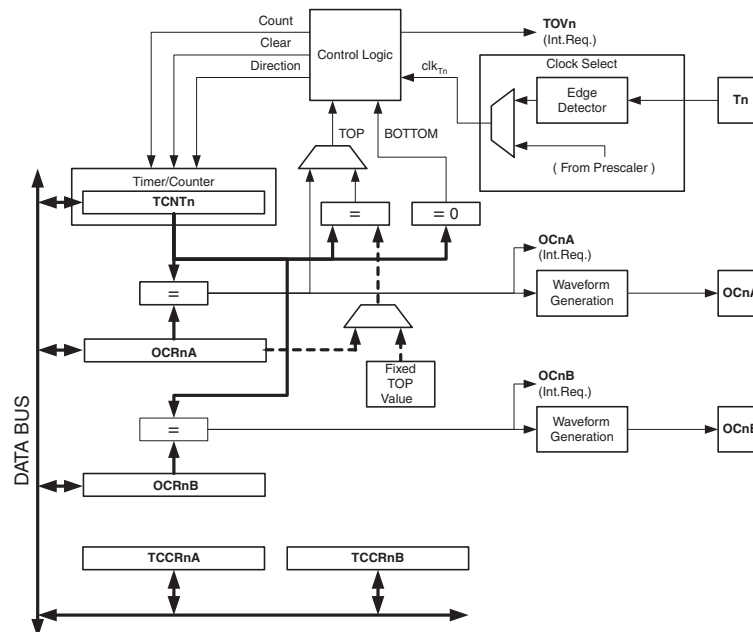 Count
Clear
Direction
Control Logic
TOVn
(Int.Req.)
clkTn
Clock Select
Edge
Detector
Tn
( From Prescaler )
TOP
BOTTOM
Timer/Counter
TCNTn
=
= 0
OCnA
(Int.Req.)
=
Waveform
Generation
OCnA
OCRnA
Fixed
TOP
Value
OCnB
(Int.Req.)
=
Waveform
Generation
OCnB
OCRnB
DATA BUS
TCCRnA
TCCRnB